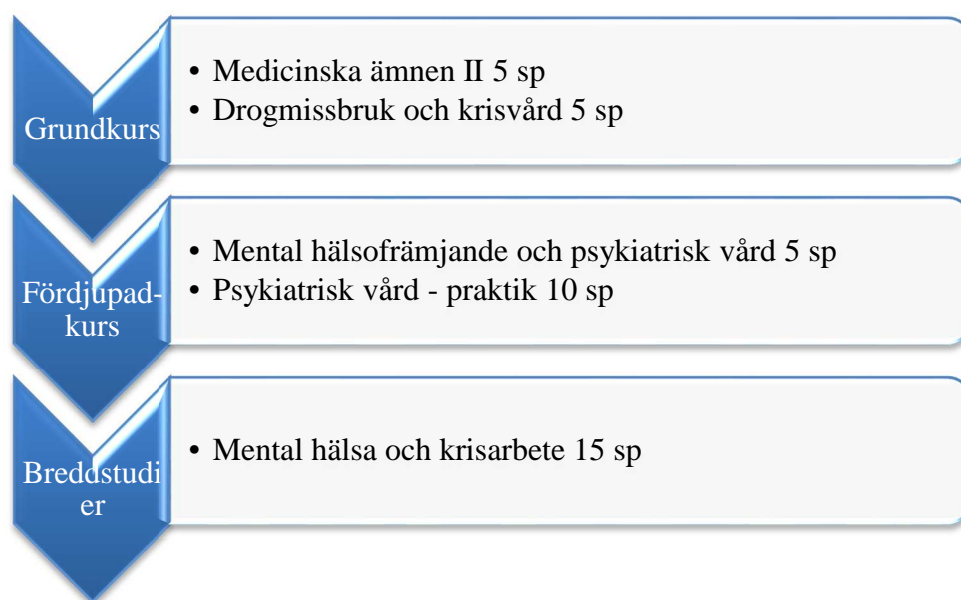 Grundkurs
• Medicinska ämnen II 5 sp
• Drogmissbruk och krisvård 5 sp
Fördjupad-
kurs
• Mental hälsofrämjande och psykiatrisk vård 5 sp
• Psykiatrisk vård - praktik 10 sp
Breddstudi
er
• Mental hälsa och krisarbete 15 sp